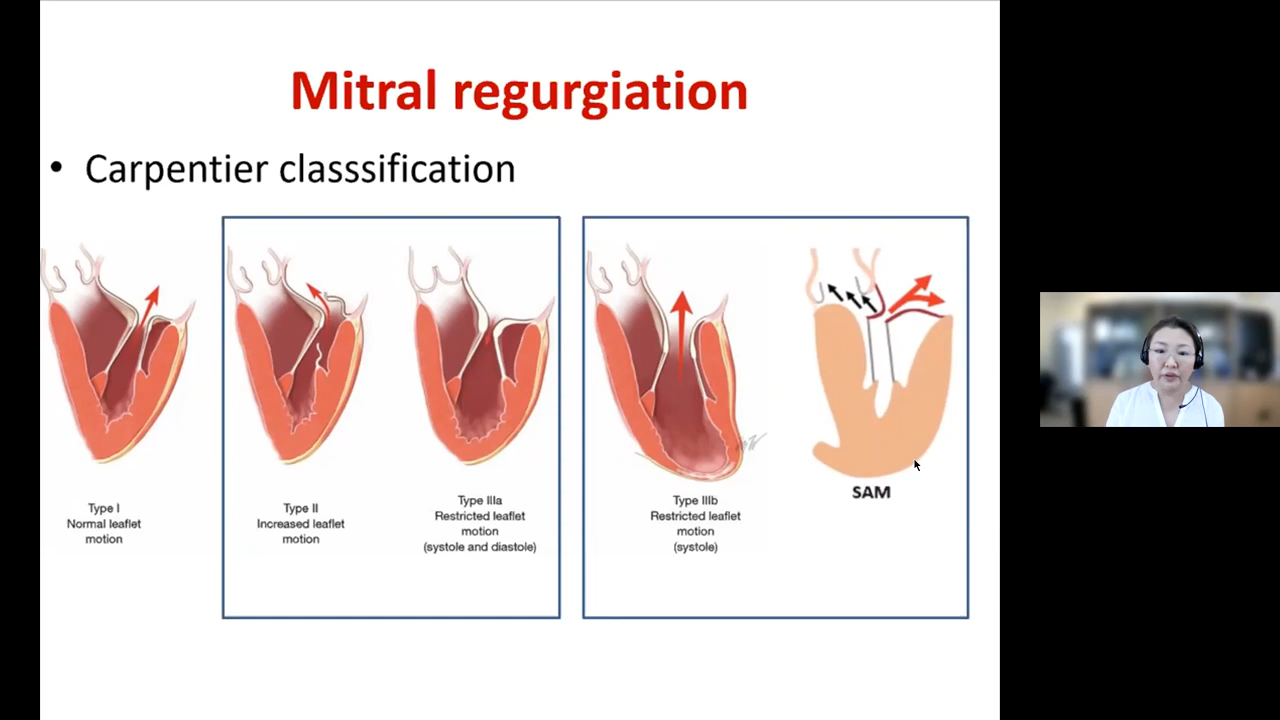 Mitral regurgiation
• Carpentier classsification
Type I
Normal leaflet
motion
Type II
Increased leaflet
motion
Type IIIa
Restricted leaflet
motion
(systole and diastole)
Type IIIb
Restricted leaflet
motion
(systole)
SAM